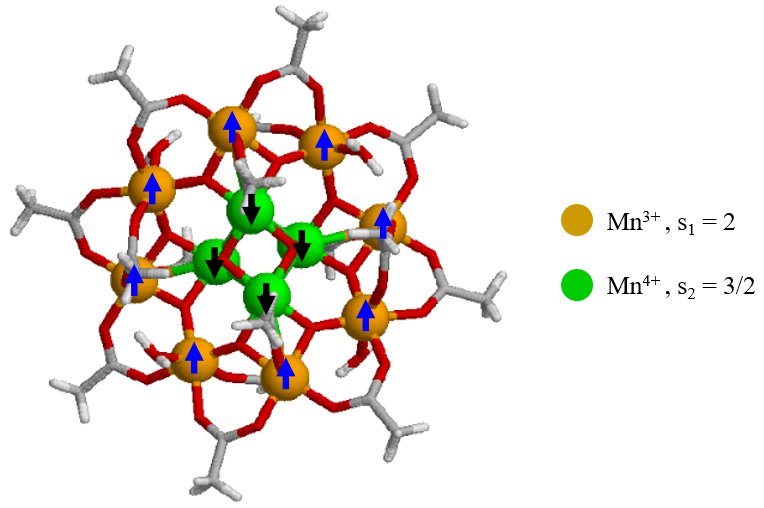 Mn³⁺ , s₁ = 2
Mn⁴⁺ , s₂ = 3/2